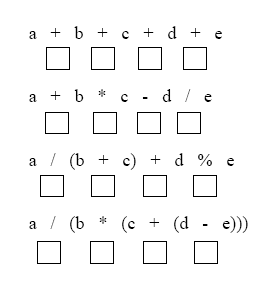 a + b + c + d + e
a + b * c - d / e
a / (b + c) + d % e
a / (b * (c + (d - e)))